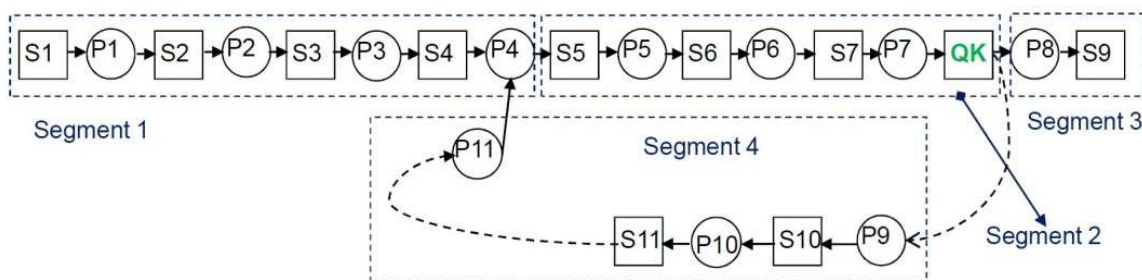 S1 P1 S2 P2 S3 P3 S4 P4 S5 P5 S6 P6 S7 P7 QK P8 S9
Segment 1
Segment 3
P11
Segment 4
S11 P10 S10 P9
Segment 2